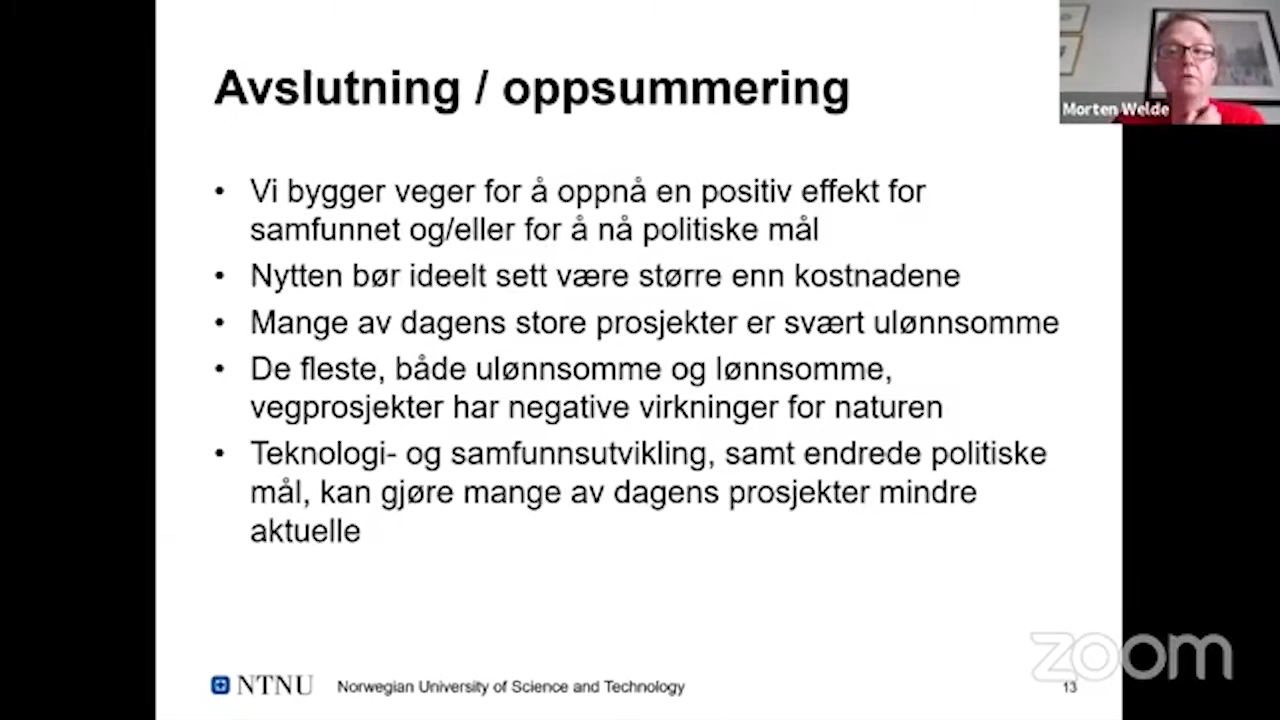 Avslutning / oppsummering
Morten Welde
• Vi bygger veger for å oppnå en positiv effekt for
samfunnet og/eller for å nå politiske mål
• Nytten bør ideelt sett være større enn kostnadene
• Mange av dagens store prosjekter er svært ulønnsomme
• De fleste, både ulønnsomme og lønnsomme,
vegprosjekter har negative virkninger for naturen
• Teknologi- og samfunnsutvikling, samt endrede politiske
mål, kan gjøre mange av dagens prosjekter mindre
aktuelle
zoom
NTNU Norwegian University of Science and Technology 13